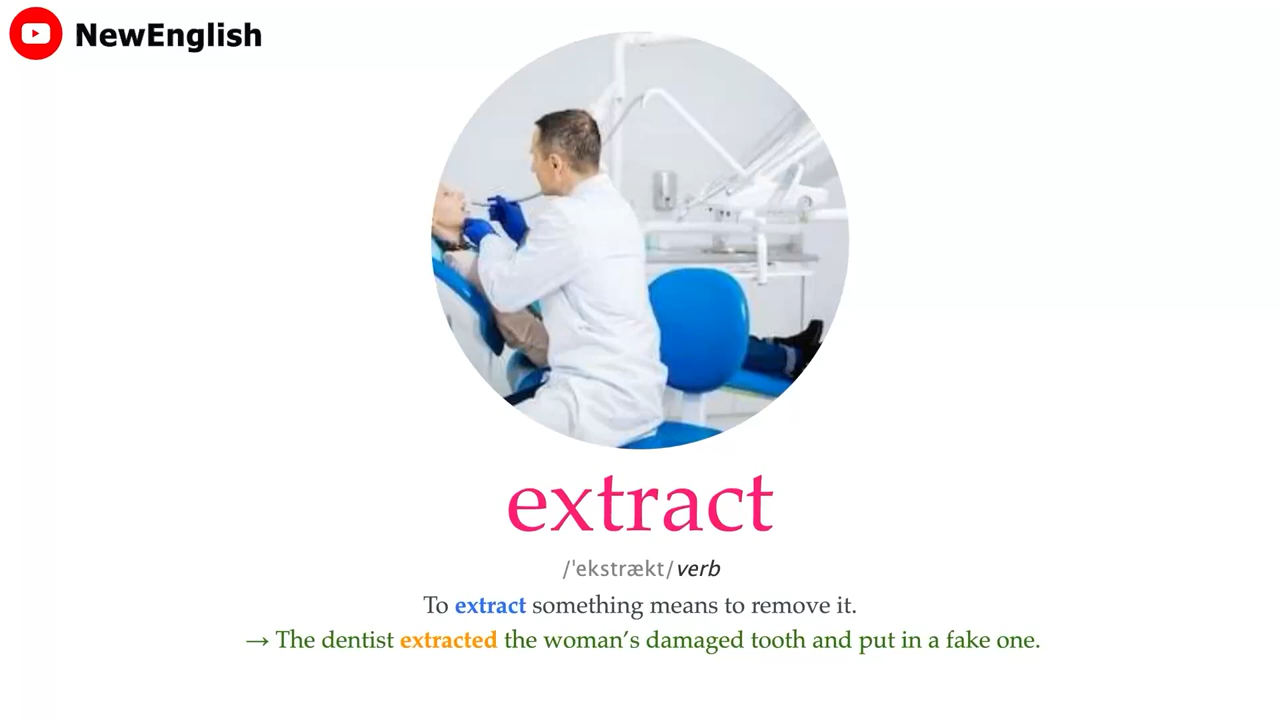 NewEnglish
extract
/ˈekstrækt/verb
To extract something means to remove it.
→ The dentist extracted the woman’s damaged tooth and put in a fake one.